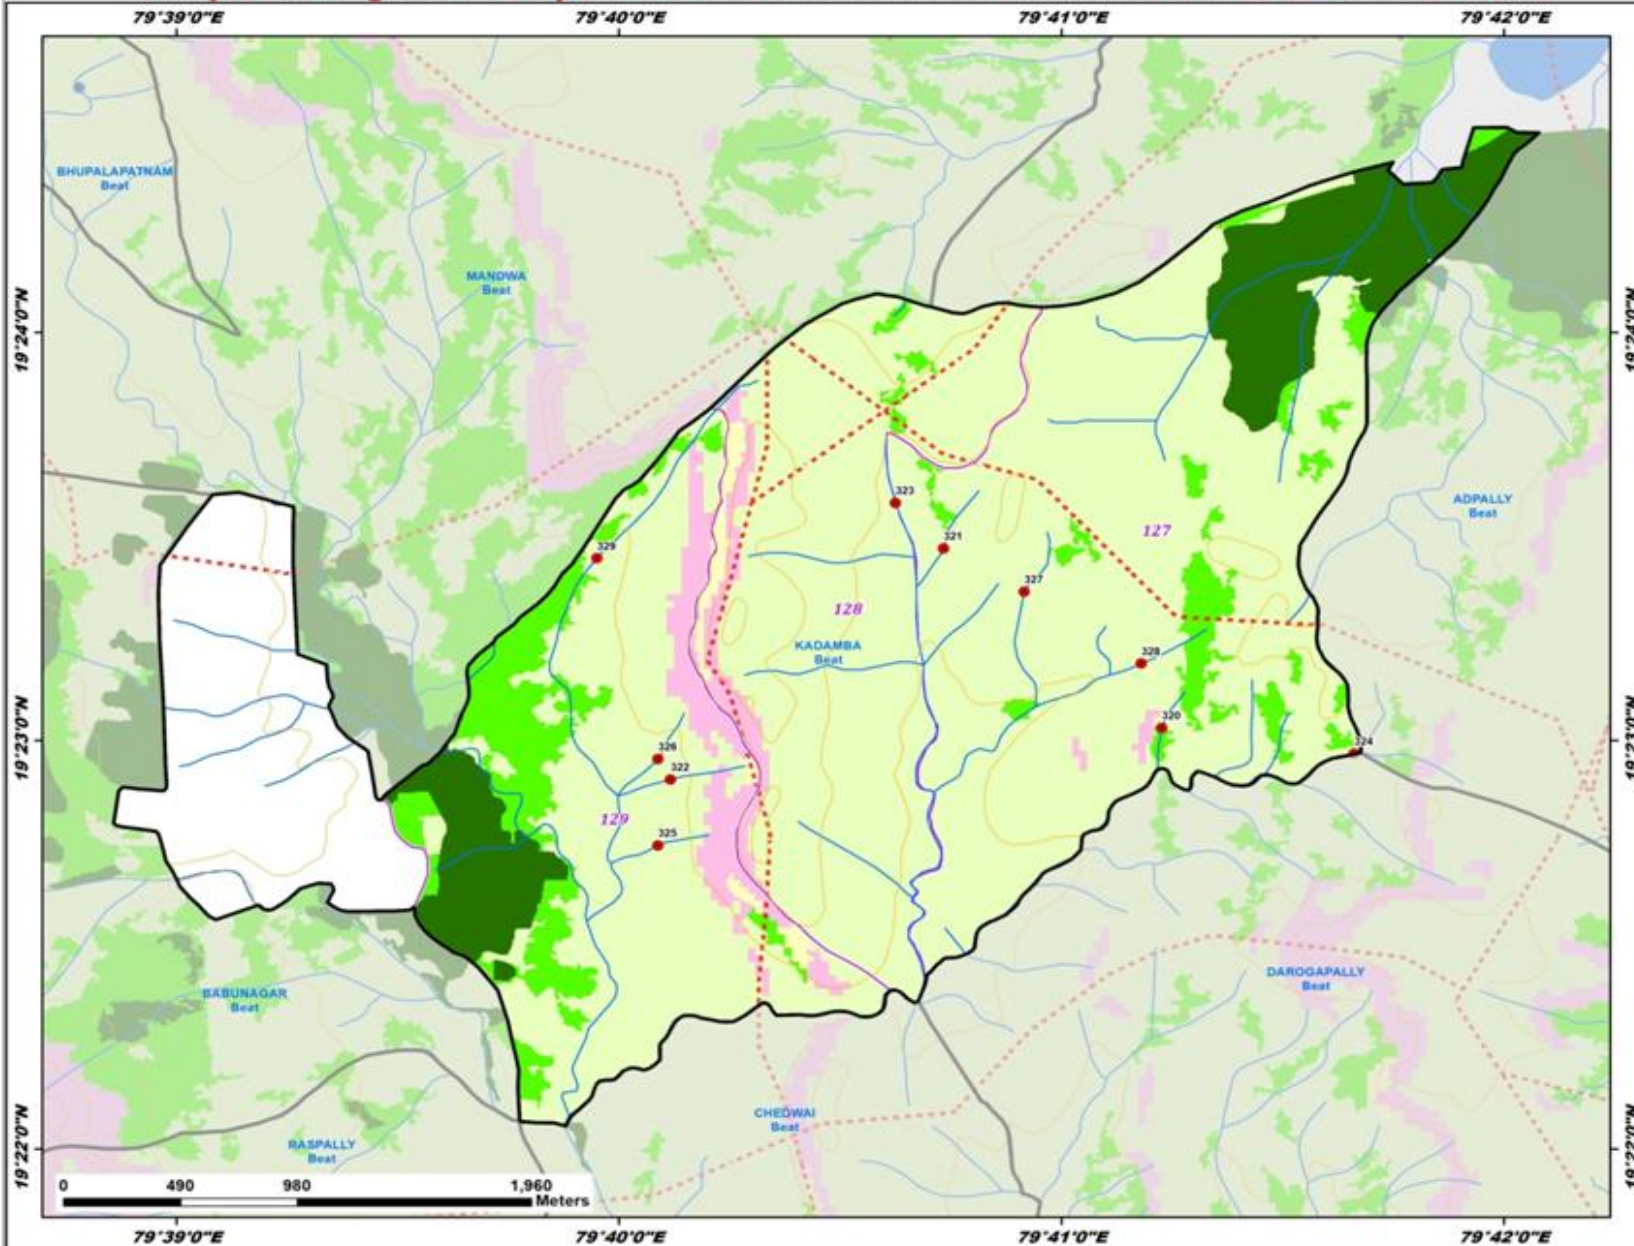 79°39'0"E
79°40'0"E
79°41'0"E
79°42'0"E
BHUPALAPATNAM
Beat
MANDWA
Beat
19°24'0"N
19°24'0"N
323
ADPALLY
Beat
127
321
329
327
128
KADAMBA
Beat
328
320
19°23'0"N
326
324
19°23'0"N
322
129
325
DAROGAPALLY
Beat
BABUNAGAR
Beat
CHEDWAI
Beat
RASPALLY
Beat
19°22'0"N
19°22'0"N
0
490
980
1,960
Meters
79°39'0"E
79°40'0"E
79°41'0"E
79°42'0"E